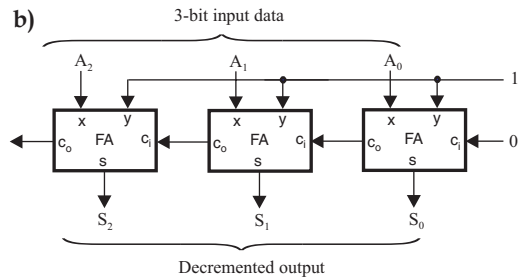 b)
3-bit input data
A₂ A₁ A₀ 1
x y x y x y
cₒ FA cᵢ cₒ FA cᵢ cₒ FA cᵢ 0
s s s
S₂ S₁ S₀
Decremented output